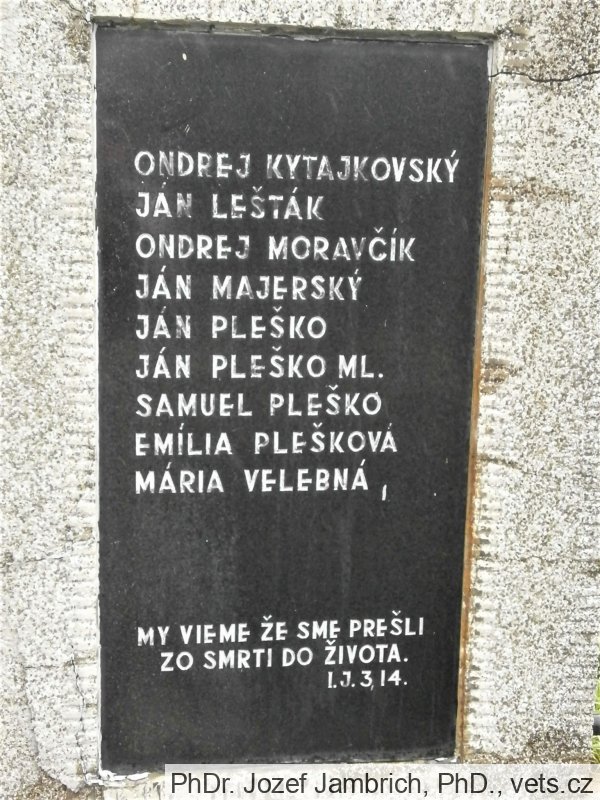 ONDREJ KYTAJKOVSKÝ
JÁN LEŠTÁK
ONDREJ MORAVČÍK
JÁN MAJERSKÝ
JÁN PLEŠKO
JÁN PLEŠKO ML.
SAMUEL PLEŠKO
EMÍLIA PLEŠKOVÁ
MÁRIA VELEBNÁ,
MY VIEME ŽE SME PREŠLI
ZO SMRTI DO ŽIVOTA.
I.J.3,14.
PhDr. Jozef Jambrich, PhD., vets.cz